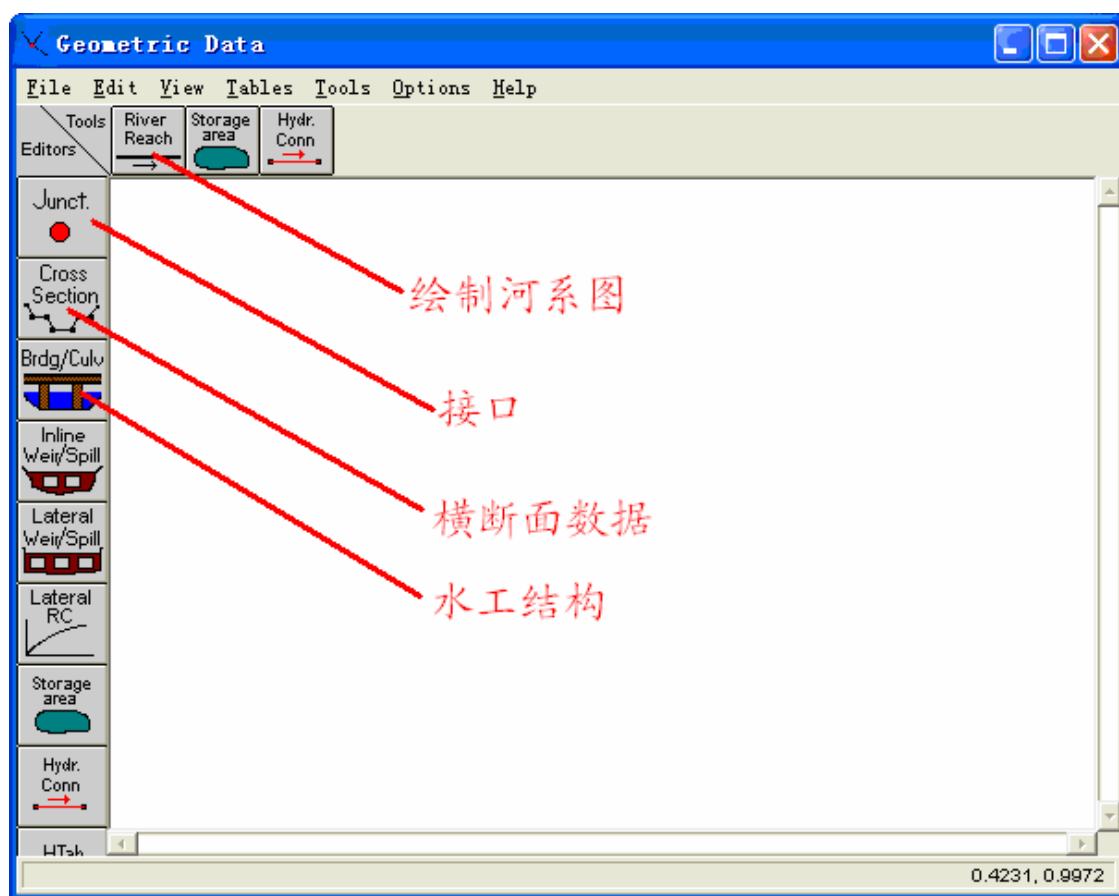 Geometric Data
File Edit View Tables Tools Options Help
Tools
Editors
River
Reach
Storage
area
Hydr.
Conn
Junct.
Cross
Section
Brdg/Culv
Inline
Weir/Spill
Lateral
Weir/Spill
Lateral
RC
Storage
area
Hydr.
Conn
HTab
绘制河系图
接口
横断面数据
水工结构
0.4231, 0.9972